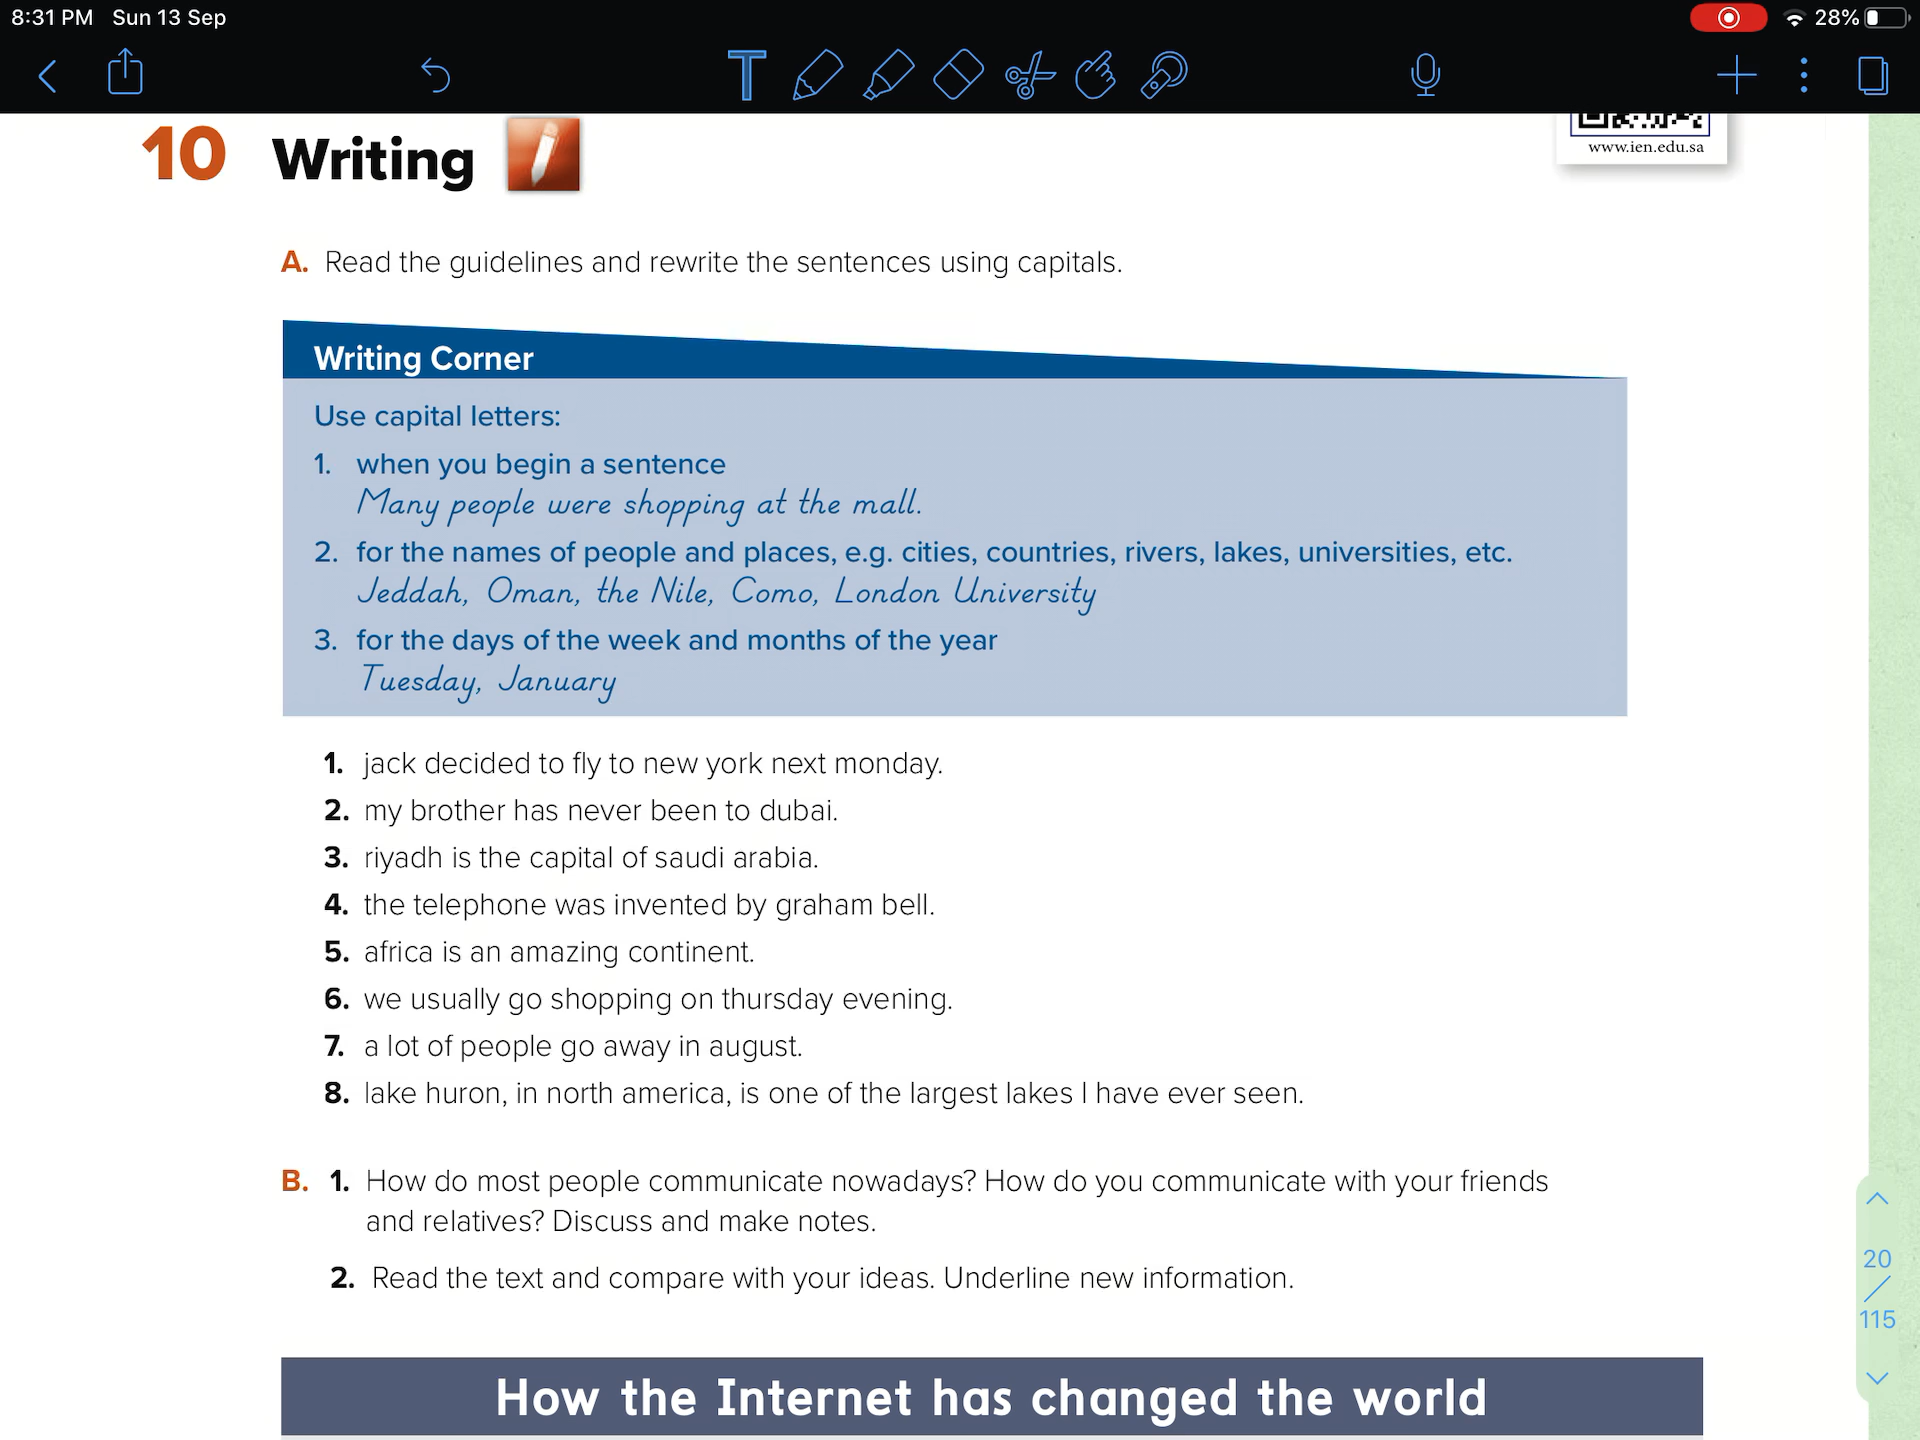 8:31 PM Sun 13 Sep
28%
www.ien.edu.sa
10 Writing
A. Read the guidelines and rewrite the sentences using capitals.
Writing Corner
Use capital letters:
1. when you begin a sentence
Many people were shopping at the mall.
2. for the names of people and places, e.g. cities, countries, rivers, lakes, universities, etc.
Jeddah, Oman, the Nile, Como, London University
3. for the days of the week and months of the year
Tuesday, January
1. jack decided to fly to new york next monday.
2. my brother has never been to dubai.
3. riyadh is the capital of saudi arabia.
4. the telephone was invented by graham bell.
5. africa is an amazing continent.
6. we usually go shopping on thursday evening.
7. a lot of people go away in august.
8. lake huron, in north america, is one of the largest lakes I have ever seen.
B. 1. How do most people communicate nowadays? How do you communicate with your friends
and relatives? Discuss and make notes.
2. Read the text and compare with your ideas. Underline new information.
20
/
115
How the Internet has changed the world